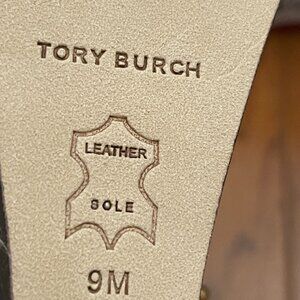 TORY BURCH
LEATHER
SOLE
9M